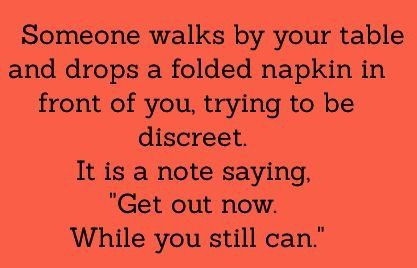 Someone walks by your table
and drops a folded napkin in
front of you, trying to be
discreet.
It is a note saying,
"Get out now.
While you still can."